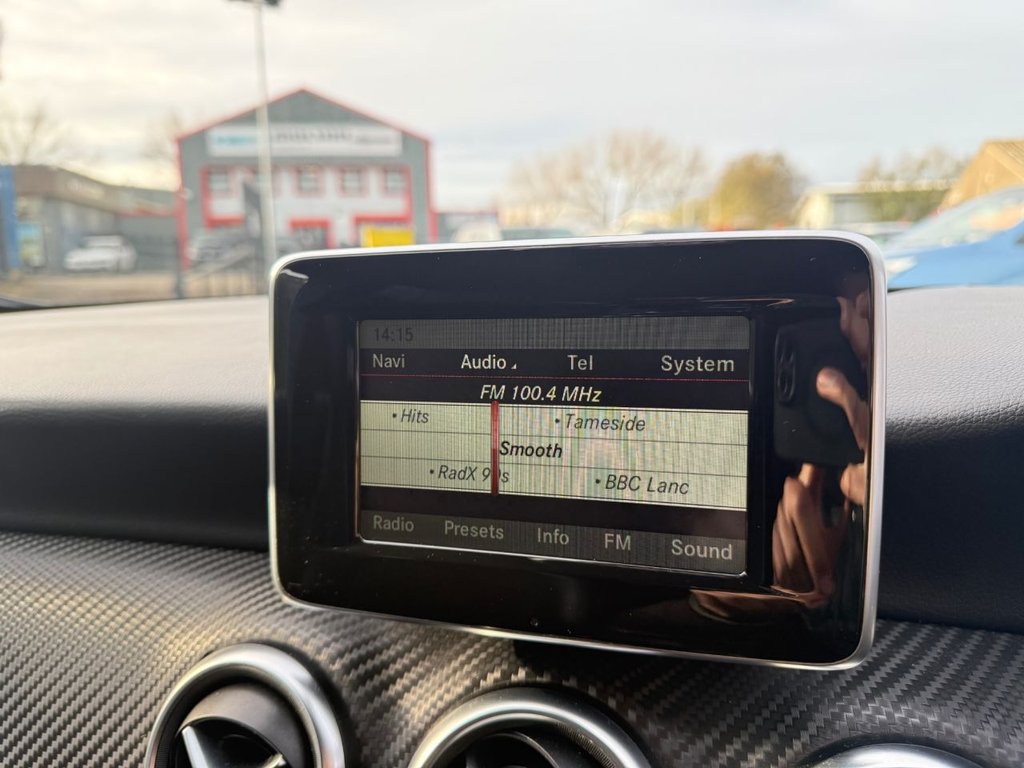 14:15
Navi Audio Tel System
FM 100.4 MHz
• Hits • Tameside
Smooth
• RadX 90s • BBC Lanc
Radio Presets Info FM Sound